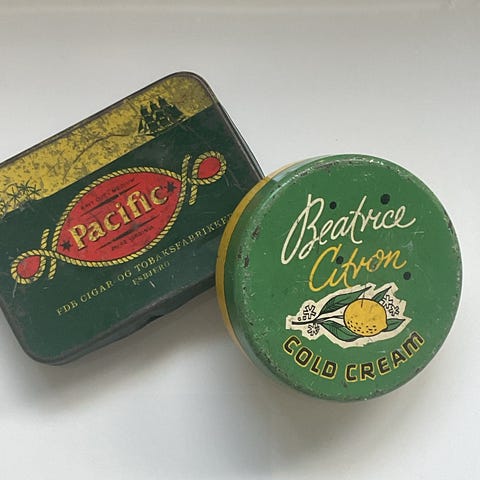 Pacific
FDB CIGAR- OG TOBAKSFABRIKKER
ESBJERG
Beatrice
Citron
COLD CREAM